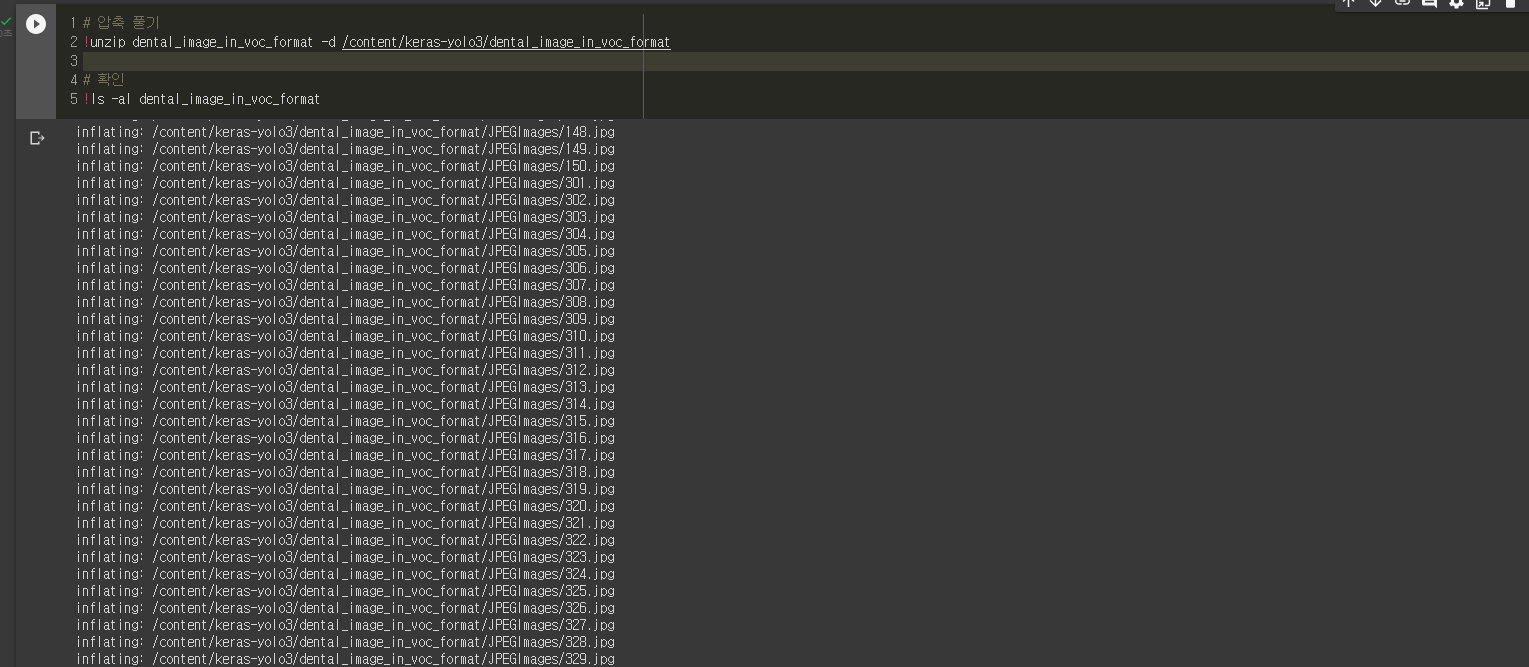 1 # 압축 풀기
2 !unzip dental_image_in_voc_format -d /content/keras-yolo3/dental_image_in_voc_format
3
4 # 확인
5 !ls -al dental_image_in_voc_format
inflating: /content/keras-yolo3/dental_image_in_voc_format/JPEGImages/148.jpg
inflating: /content/keras-yolo3/dental_image_in_voc_format/JPEGImages/149.jpg
inflating: /content/keras-yolo3/dental_image_in_voc_format/JPEGImages/150.jpg
inflating: /content/keras-yolo3/dental_image_in_voc_format/JPEGImages/301.jpg
inflating: /content/keras-yolo3/dental_image_in_voc_format/JPEGImages/302.jpg
inflating: /content/keras-yolo3/dental_image_in_voc_format/JPEGImages/303.jpg
inflating: /content/keras-yolo3/dental_image_in_voc_format/JPEGImages/304.jpg
inflating: /content/keras-yolo3/dental_image_in_voc_format/JPEGImages/305.jpg
inflating: /content/keras-yolo3/dental_image_in_voc_format/JPEGImages/306.jpg
inflating: /content/keras-yolo3/dental_image_in_voc_format/JPEGImages/307.jpg
inflating: /content/keras-yolo3/dental_image_in_voc_format/JPEGImages/308.jpg
inflating: /content/keras-yolo3/dental_image_in_voc_format/JPEGImages/309.jpg
inflating: /content/keras-yolo3/dental_image_in_voc_format/JPEGImages/310.jpg
inflating: /content/keras-yolo3/dental_image_in_voc_format/JPEGImages/311.jpg
inflating: /content/keras-yolo3/dental_image_in_voc_format/JPEGImages/312.jpg
inflating: /content/keras-yolo3/dental_image_in_voc_format/JPEGImages/313.jpg
inflating: /content/keras-yolo3/dental_image_in_voc_format/JPEGImages/314.jpg
inflating: /content/keras-yolo3/dental_image_in_voc_format/JPEGImages/315.jpg
inflating: /content/keras-yolo3/dental_image_in_voc_format/JPEGImages/316.jpg
inflating: /content/keras-yolo3/dental_image_in_voc_format/JPEGImages/317.jpg
inflating: /content/keras-yolo3/dental_image_in_voc_format/JPEGImages/318.jpg
inflating: /content/keras-yolo3/dental_image_in_voc_format/JPEGImages/319.jpg
inflating: /content/keras-yolo3/dental_image_in_voc_format/JPEGImages/320.jpg
inflating: /content/keras-yolo3/dental_image_in_voc_format/JPEGImages/321.jpg
inflating: /content/keras-yolo3/dental_image_in_voc_format/JPEGImages/322.jpg
inflating: /content/keras-yolo3/dental_image_in_voc_format/JPEGImages/323.jpg
inflating: /content/keras-yolo3/dental_image_in_voc_format/JPEGImages/324.jpg
inflating: /content/keras-yolo3/dental_image_in_voc_format/JPEGImages/325.jpg
inflating: /content/keras-yolo3/dental_image_in_voc_format/JPEGImages/326.jpg
inflating: /content/keras-yolo3/dental_image_in_voc_format/JPEGImages/327.jpg
inflating: /content/keras-yolo3/dental_image_in_voc_format/JPEGImages/328.jpg
inflating: /content/keras-yolo3/dental_image_in_voc_format/JPEGImages/329.jpg